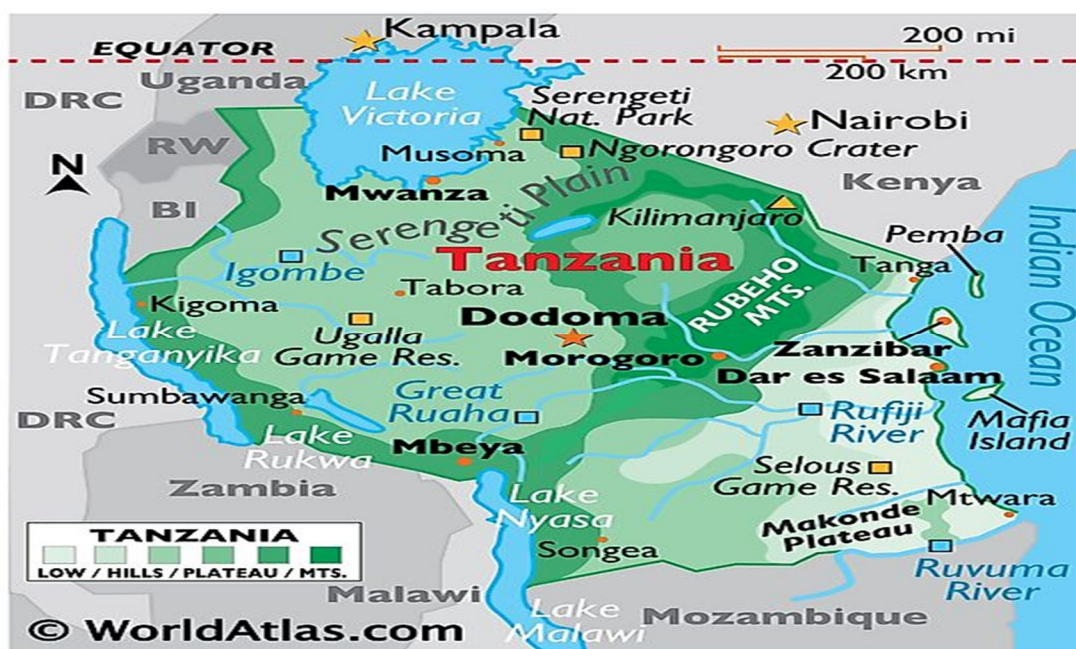 Kampala
EQUATOR
200 mi
200 km
Uganda
DRC
Lake
Victoria
Serengeti
Nat. Park
Nairobi
RW
Musoma
Ngorongoro Crater
N
Mwanza
Kenya
BI
Serengeti Plain
Kilimanjaro
Pemba
Indian Ocean
Igombe
Tanzania
Tanga
Tabora
RUBEHO
MTS.
Kigoma
Dodoma
Lake
Tanganyika
Ugalla
Game Res.
Morogoro
Zanzibar
Dar es Salaam
Sumbawanga
Great
Ruaha
Rufiji
River
Mafia
Island
DRC
Lake
Rukwa
Mbeya
Selous
Game Res.
Zambia
Lake
Nyasa
Mtwara
Makonde
Plateau
TANZANIA
LOW / HILLS / PLATEAU / MTS.
Songea
Ruvuma
River
Malawi
Lake
Malawi
Mozambique
© WorldAtlas.com